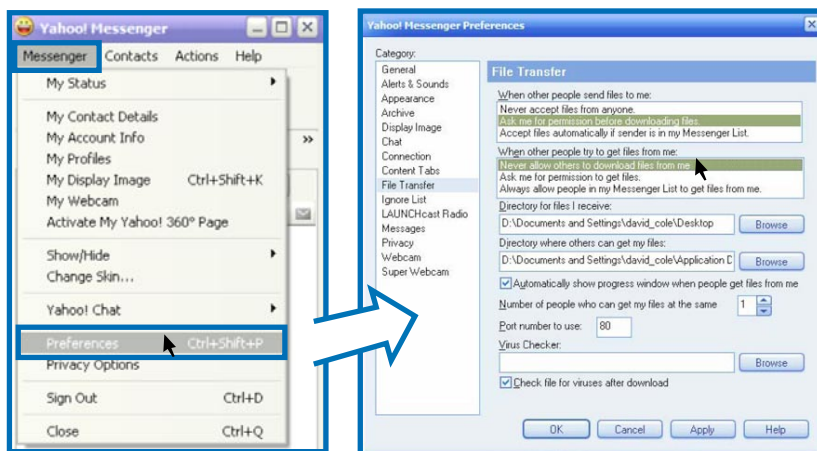 Yahoo! Messenger
Messenger Contacts Actions Help
My Status
My Contact Details
My Account Info
My Profiles
My Display Image Ctrl+Shift+K
My Webcam
Activate My Yahoo! 360° Page
Show/Hide
Change Skin...
Yahoo! Chat
Preferences Ctrl+Shift+P
Privacy Options
Sign Out Ctrl+D
Close Ctrl+Q
Yahoo! Messenger Preferences
Category:
General
Alerts & Sounds
Appearance
Archive
Display Image
Chat
Connection
Content Tabs
File Transfer
Ignore List
LAUNCHcast Radio
Messages
Privacy
Webcam
Super Webcam
File Transfer
When other people send files to me:
Never accept files from anyone.
Ask me for permission before downloading files.
Accept files automatically if sender is in my Messenger List.
When other people try to get files from me:
Never allow others to download files from me
Ask me for permission to get files.
Always allow people in my Messenger List to get files from me.
Directory for files I receive:
D:\Documents and Settings\david_cole\Desktop Browse
Directory where others can get my files:
D:\Documents and Settings\david_cole\Application D Browse
Automatically show progress window when people get files from me
Number of people who can get my files at the same 1
Port number to use: 80
Virus Checker:
Browse
Check file for viruses after download
OK Cancel Apply Help